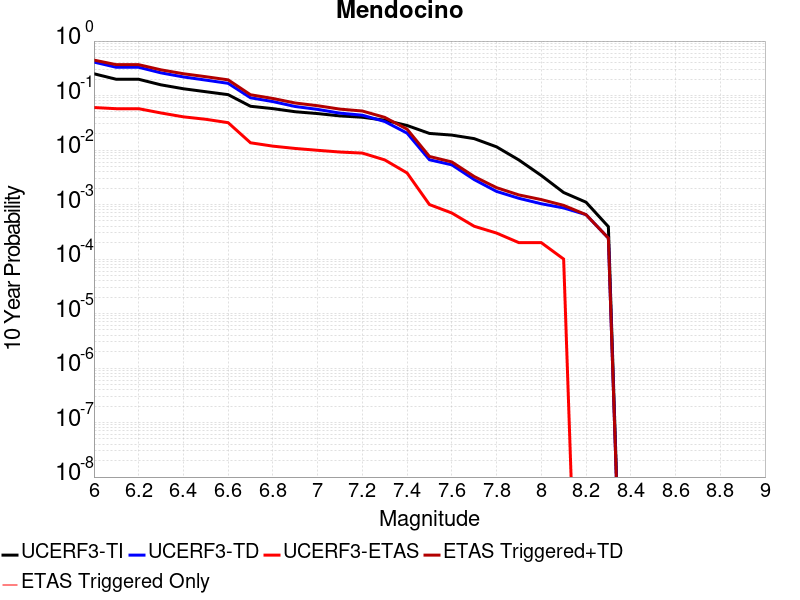 Mendocino
10 Year Probability
10^0
10^-1
10^-2
10^-3
10^-4
10^-5
10^-6
10^-7
10^-8
6 6.2 6.4 6.6 6.8 7 7.2 7.4 7.6 7.8 8 8.2 8.4 8.6 8.8 9
Magnitude
UCERF3-TI UCERF3-TD UCERF3-ETAS ETAS Triggered+TD
ETAS Triggered Only